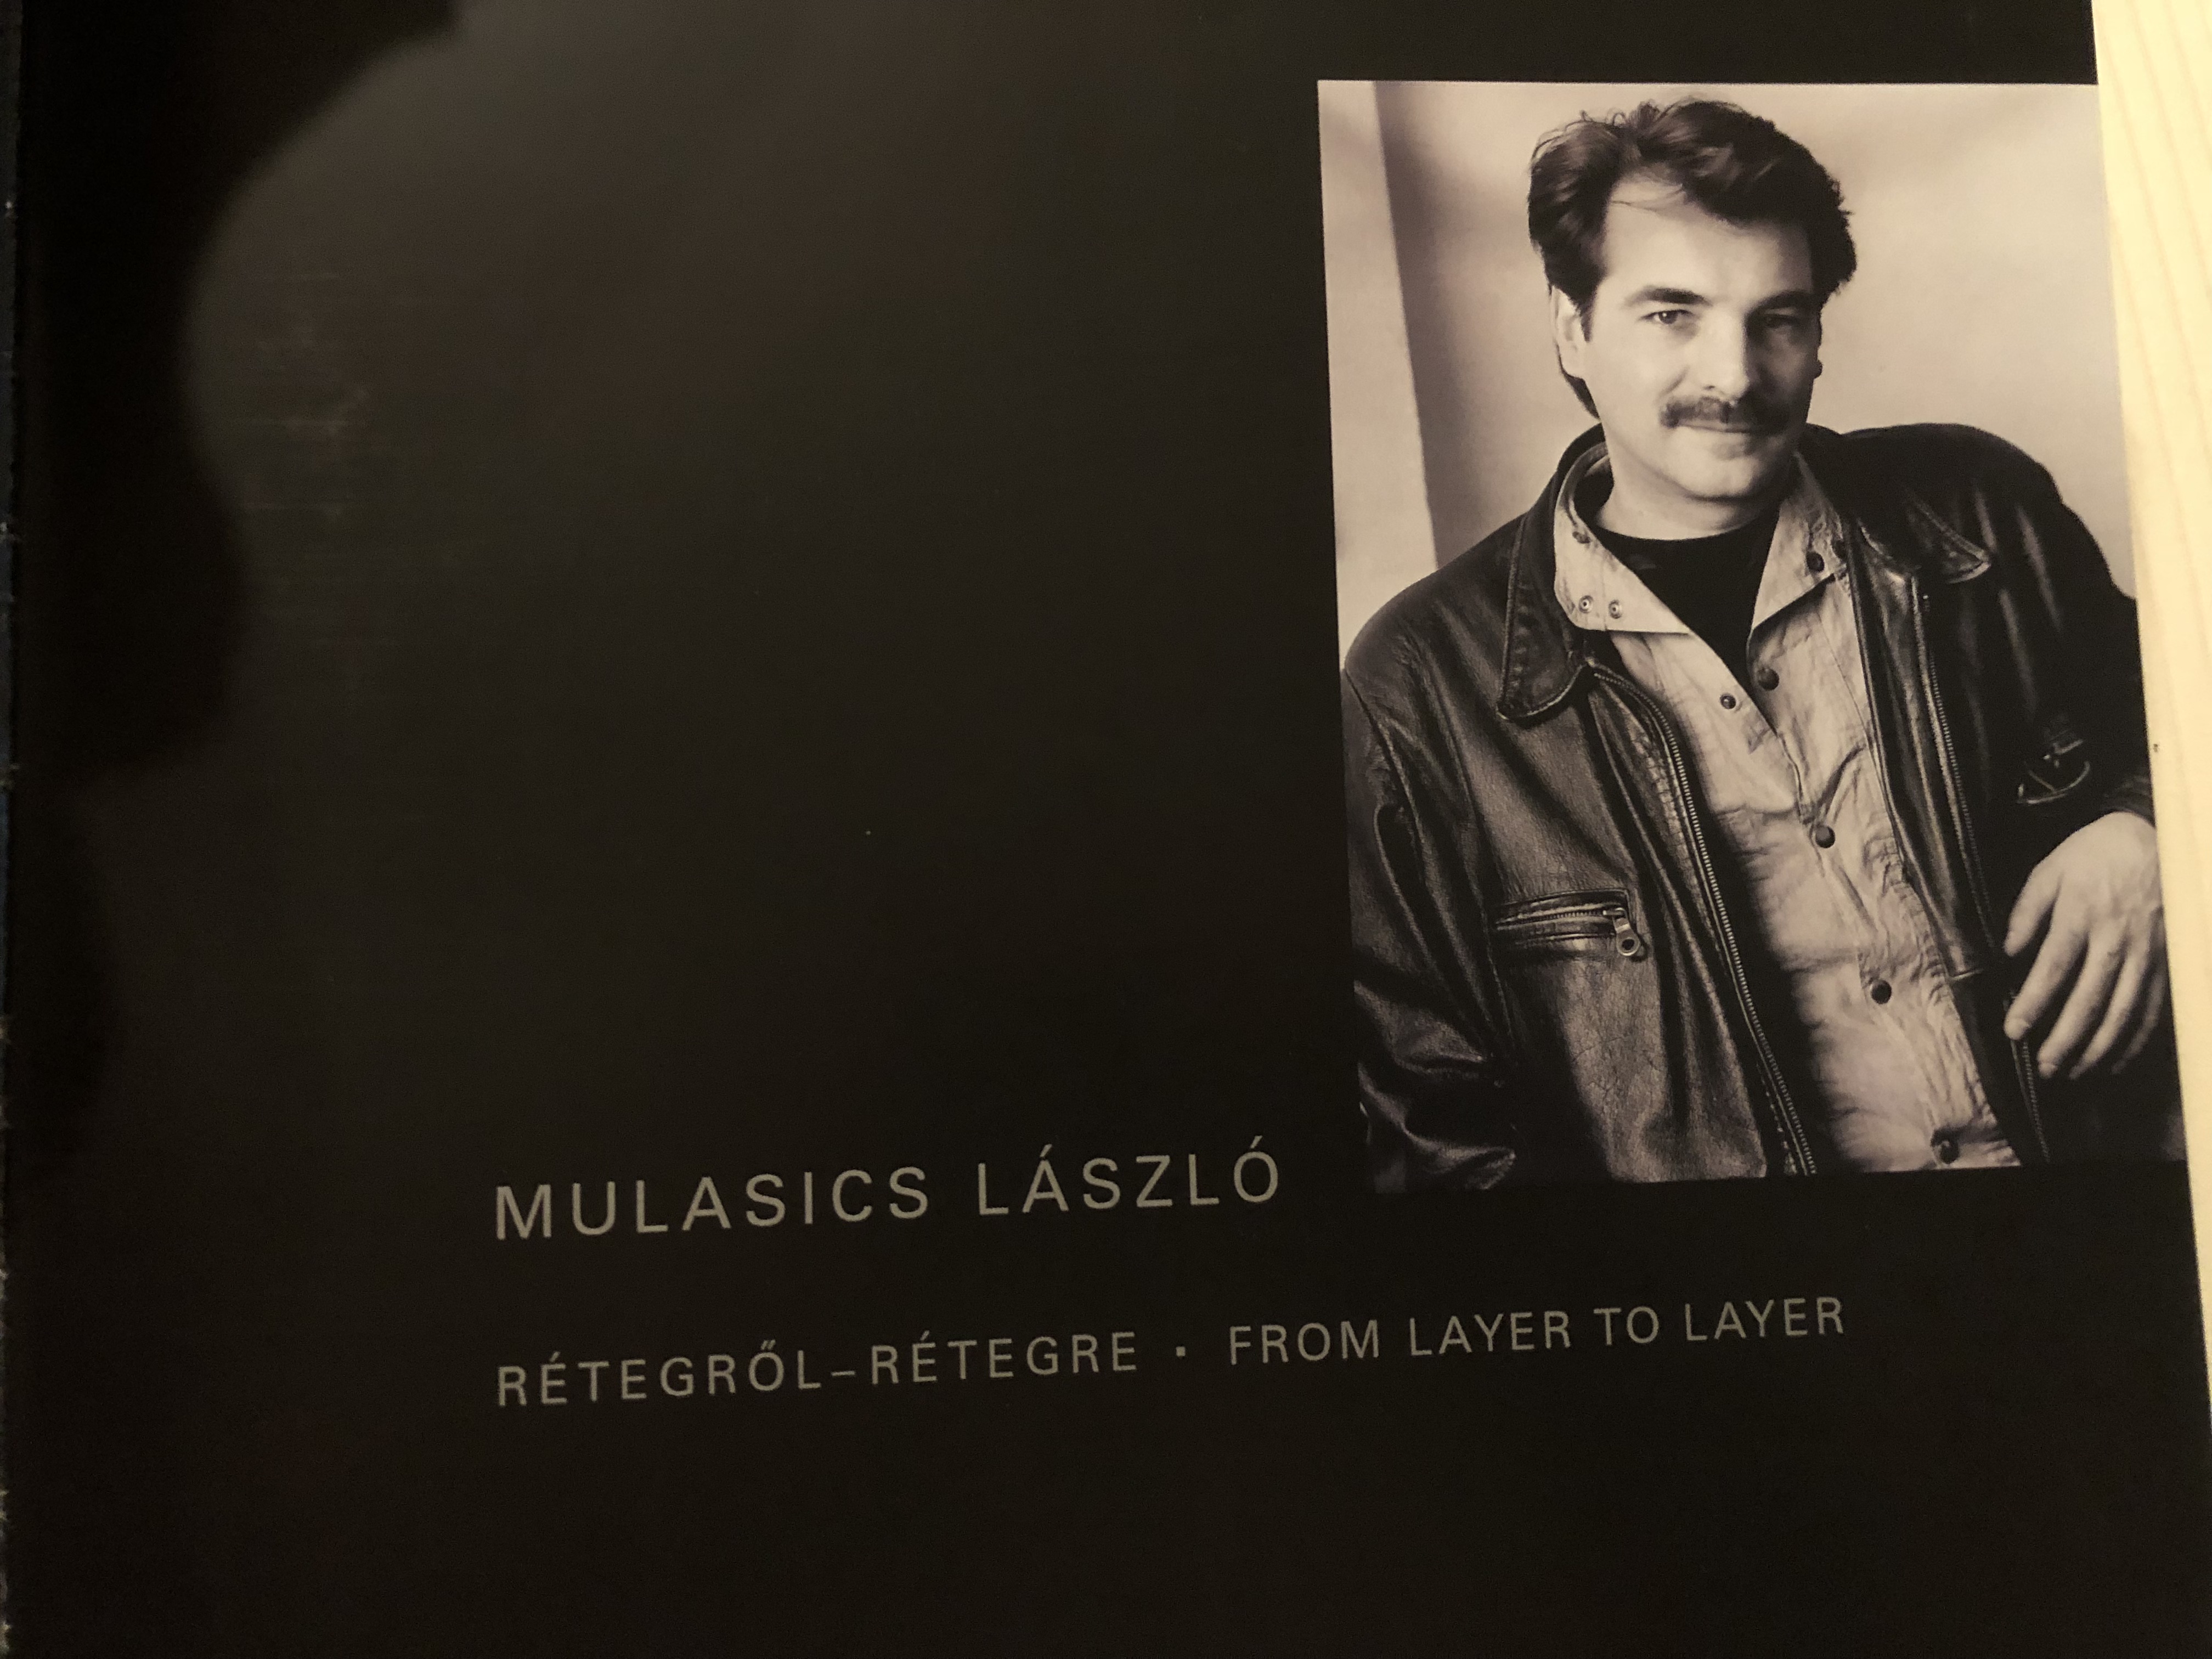 MULASICS LÁSZLÓ
RÉTEGRŐL–RÉTEGRE · FROM LAYER TO LAYER